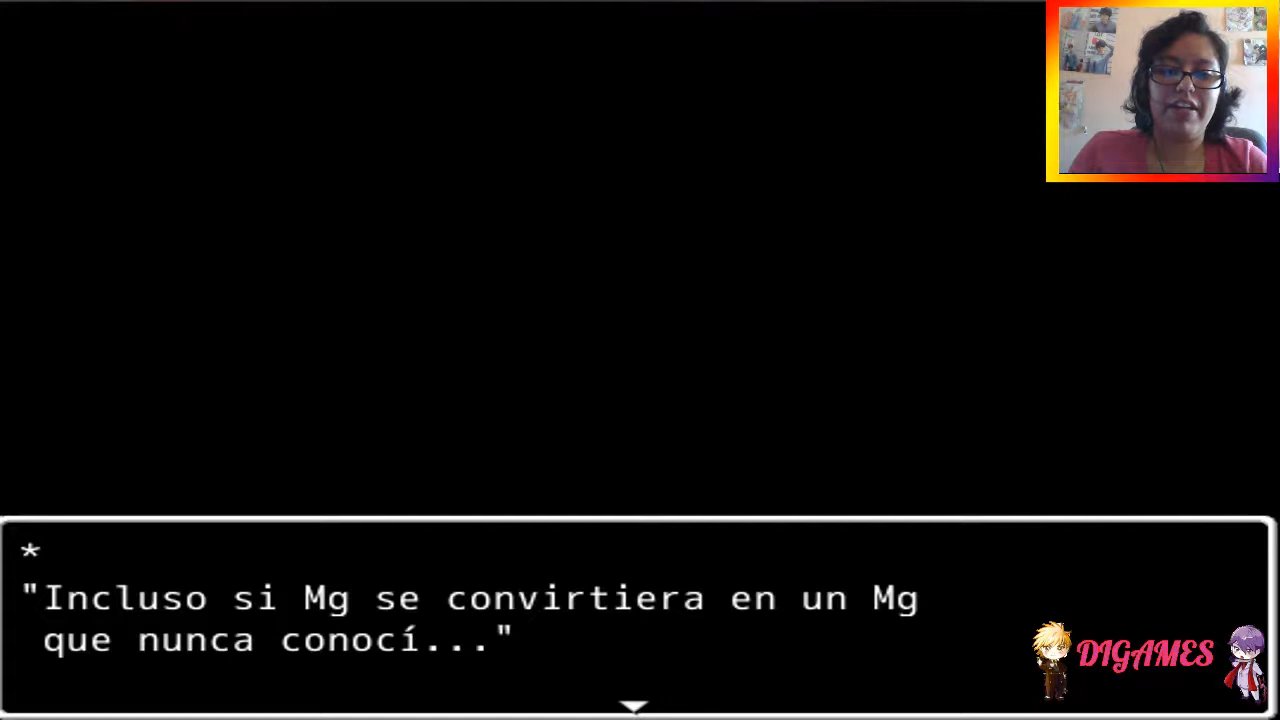 *
"Incluso si Mg se convirtiera en un Mg
que nunca conocí..."
DIGAMES